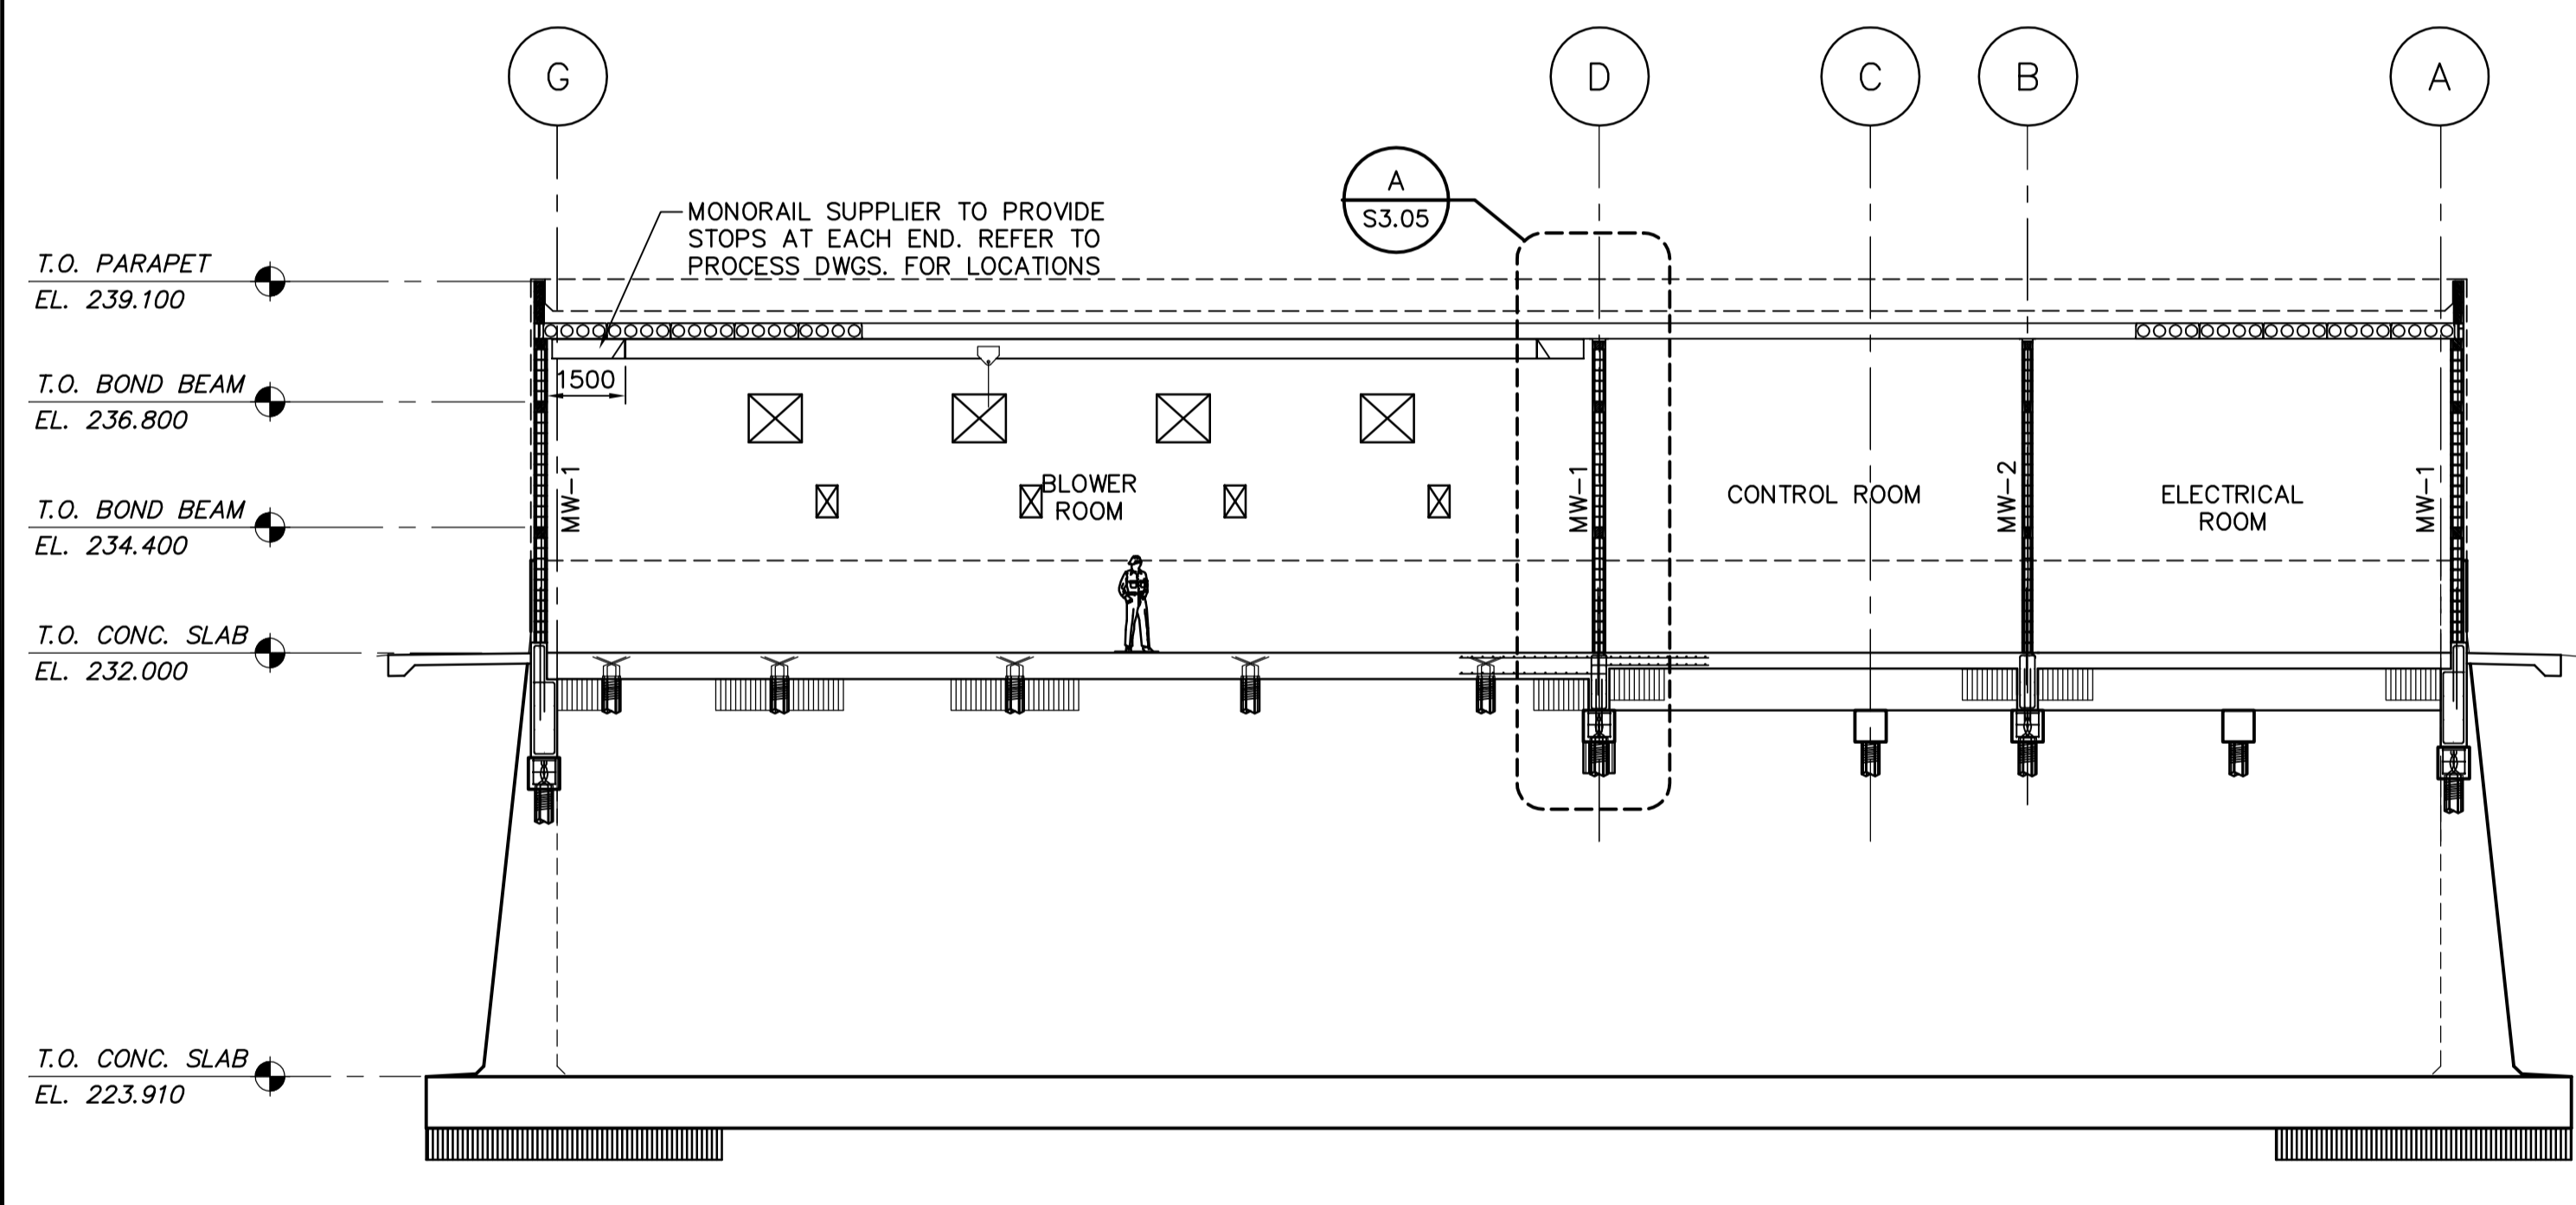 G
D
C
B
A
A
S3.05
MONORAIL SUPPLIER TO PROVIDE
STOPS AT EACH END. REFER TO
PROCESS DWGS. FOR LOCATIONS
T.O. PARAPET
EL. 239.100
T.O. BOND BEAM
EL. 236.800
1500
T.O. BOND BEAM
EL. 234.400
MW-1
BLOWER
ROOM
MW-1
CONTROL ROOM
MW-2
ELECTRICAL
ROOM
MW-1
T.O. CONC. SLAB
EL. 232.000
T.O. CONC. SLAB
EL. 223.910